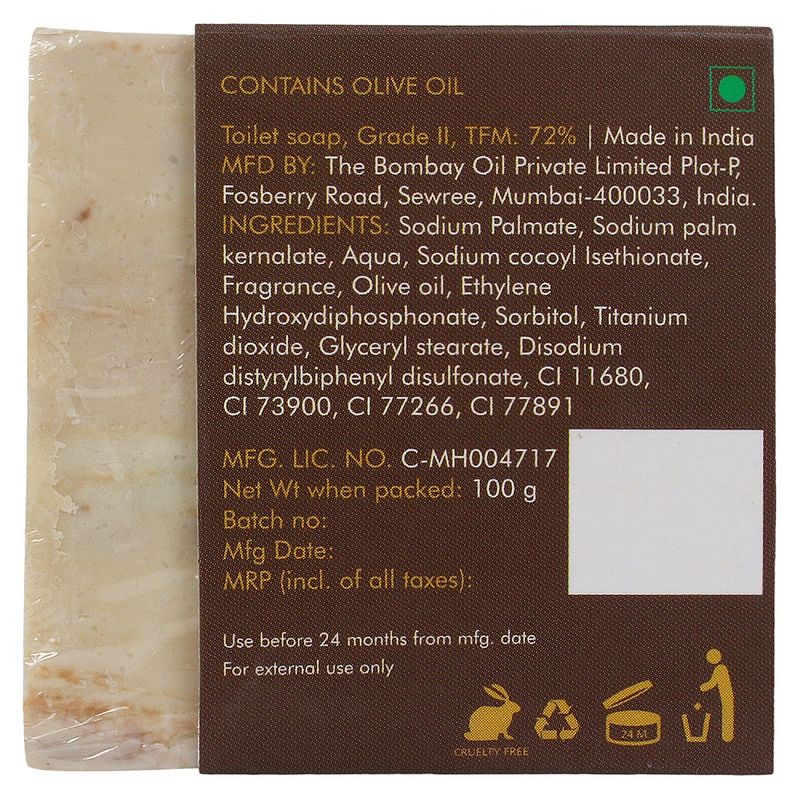 CONTAINS OLIVE OIL
Toilet soap, Grade II, TFM: 72% | Made in India
MFD BY: The Bombay Oil Private Limited Plot-P,
Fosberry Road, Sewree, Mumbai-400033, India.
INGREDIENTS: Sodium Palmate, Sodium palm
kernalate, Aqua, Sodium cocoyl Isethionate,
Fragrance, Olive oil, Ethylene
Hydroxydiphosphonate, Sorbitol, Titanium
dioxide, Glyceryl stearate, Disodium
distyrylbiphenyl disulfonate, CI 11680,
CI 73900, CI 77266, CI 77891
MFG. LIC. NO. C-MH004717
Net Wt when packed: 100 g
Batch no:
Mfg Date:
MRP (incl. of all taxes):
Use before 24 months from mfg. date
For external use only
24 M
CRUELTY FREE